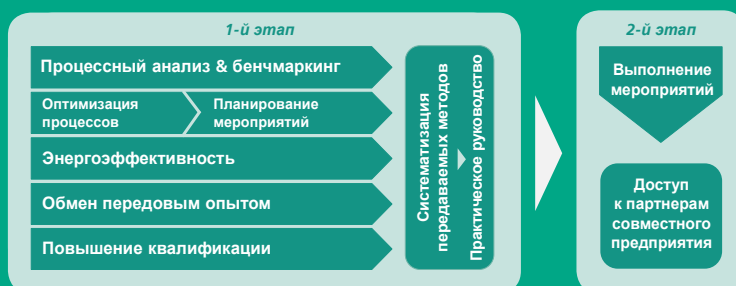 1-й этап
Процессный анализ & бенчмаркинг
Оптимизация
процессов
Планирование
мероприятий
Энергоэффективность
Обмен передовым опытом
Повышение квалификации
Систематизация
передаваемых методов
Практическое руководство
2-й этап
Выполнение
мероприятий
Доступ
к партнерам
совместного
предприятия